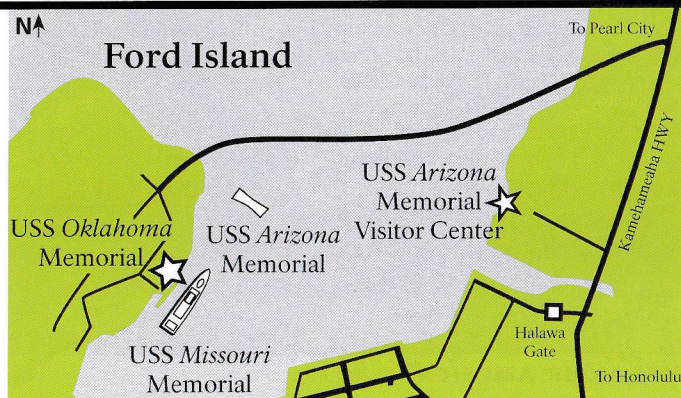 N
Ford Island
To Pearl City
Kamehameaha HWY
USS Arizona
Memorial
Visitor Center
USS Oklahoma
Memorial
USS Arizona
Memorial
USS Missouri
Memorial
Halawa
Gate
To Honolulu